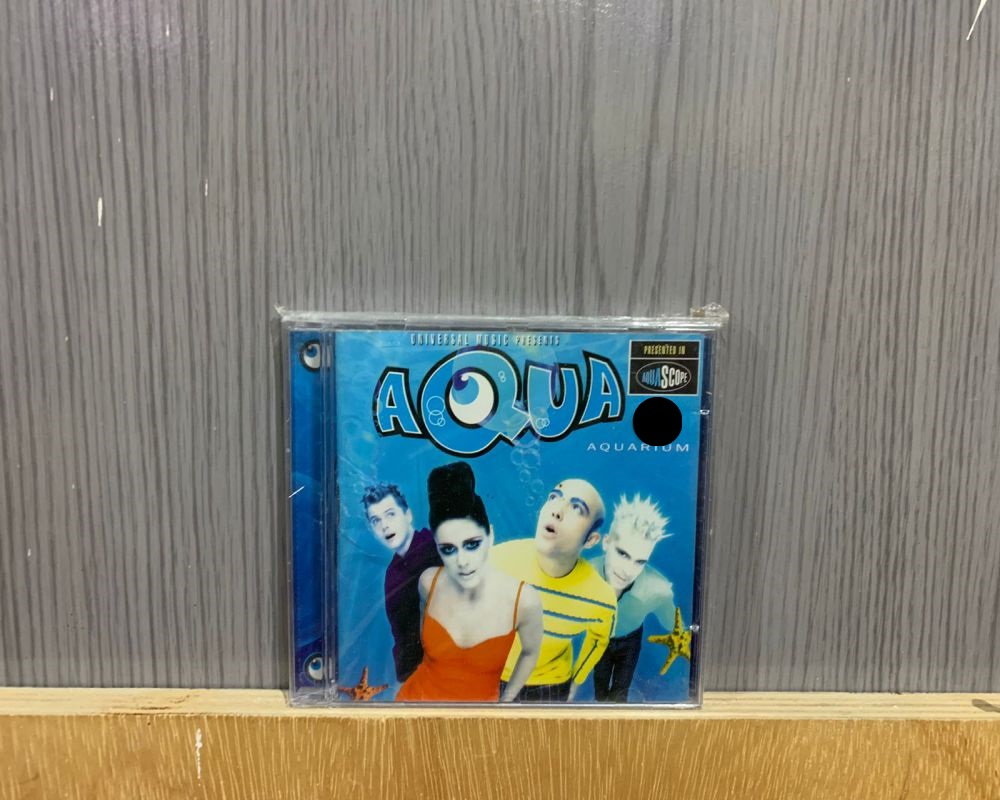 UNIVERSAL MUSIC PRESENTS
AQUA
PRESENTED IN
AQUASCOPE
AQUARIUM